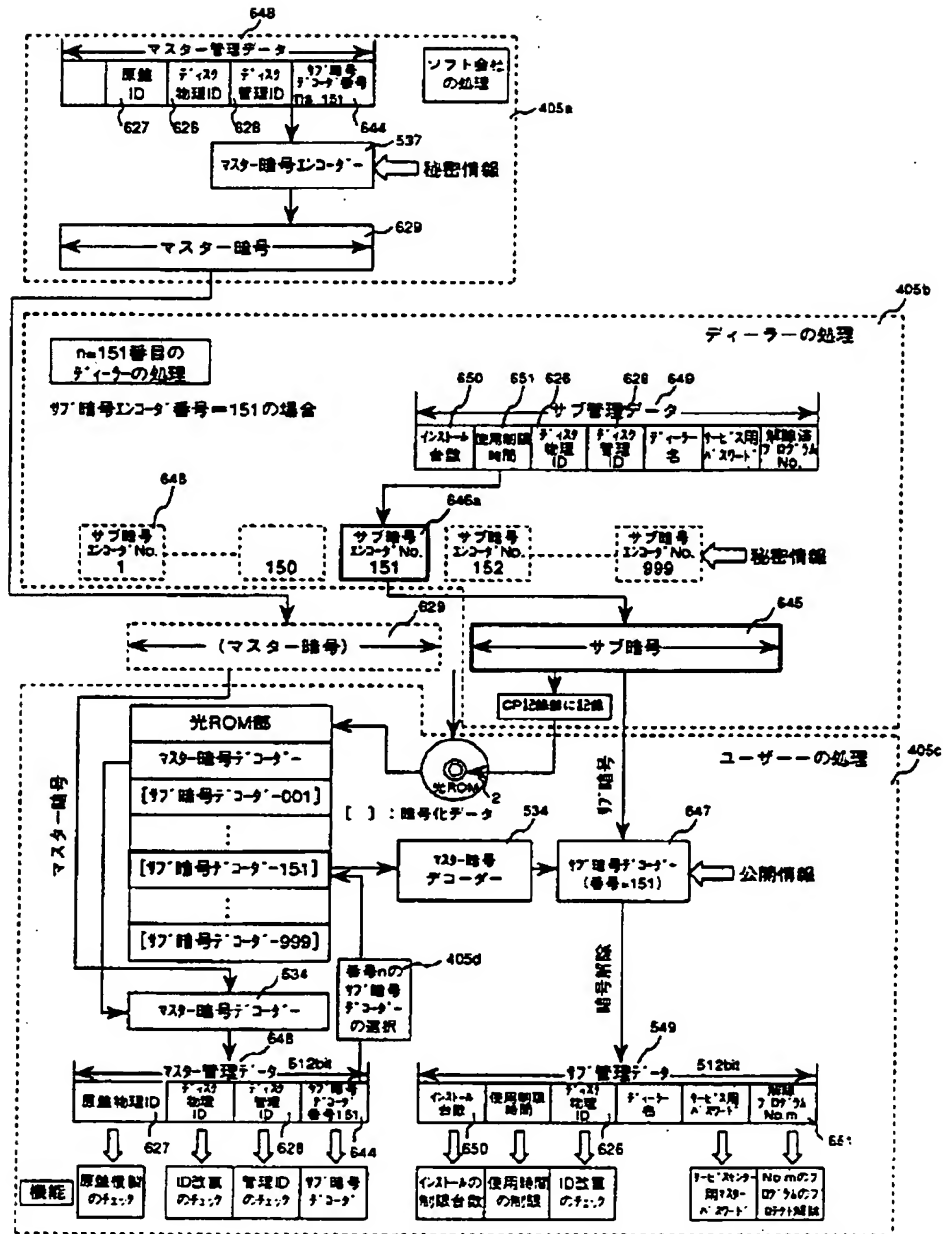 648
マスター管理データ
ソフト会社
の処理
原盤
ID
ディスク
物理ID
ディスク
管理ID
サブ暗号
デコーダ番号
n= 151
405a
627
626
628
644
537
マスター暗号エンコーダー
秘密情報
629
マスター暗号
405b
ディーラーの処理
n=151番目の
ディーラーの処理
サブ暗号エンコーダ番号=151の場合
650
651
626
628
649
サブ管理データ
インストール
台数
使用制限
時間
ディスク
物理
ID
ディスク
管理
ID
ディーラー
名
サービス用
パスワード
解除済
プログラム
No.
648
646a
サブ暗号
エンコーダNo.
1
150
サブ暗号
エンコーダNo.
151
サブ暗号
エンコーダNo.
152
サブ暗号
エンコーダNo.
999
秘密情報
629
(マスター暗号)
645
サブ暗号
CP記録部に記録
ユーザーの処理
405c
光ROM部
マスター暗号デコーダー
[サブ暗号デコーダー001]
[サブ暗号デコーダー151]
[サブ暗号デコーダー999]
マスター暗号
光ROM
2
[ ]:暗号化データ
サブ暗号
534
マスター暗号
デコーダー
647
サブ暗号デコーダー
(番号=151)
公開情報
405d
番号nの
サブ暗号
デコーダー
の選択
暗号解除
534
マスター暗号デコーダー
648
マスター管理データ
512bit
原盤物理ID
ディスク
物理
ID
ディスク
管理
ID
サブ暗号
デコーダ
番号151
627
628
644
549
サブ管理データ
512bit
インストール
台数
使用制限
時間
ディスク
物理
ID
ディーラー
名
サービス用
パスワード
解除
プログラム
No.m
650
626
651
機能
原盤複製
のチェック
ID改竄
のチェック
管理ID
のチェック
サブ暗号
デコーダ
インストールの
制限台数
使用時間
の制限
ID改竄
のチェック
サービスセンター
用マスター
パスワード
No.mのプ
ログラムのプ
ロテクト解除